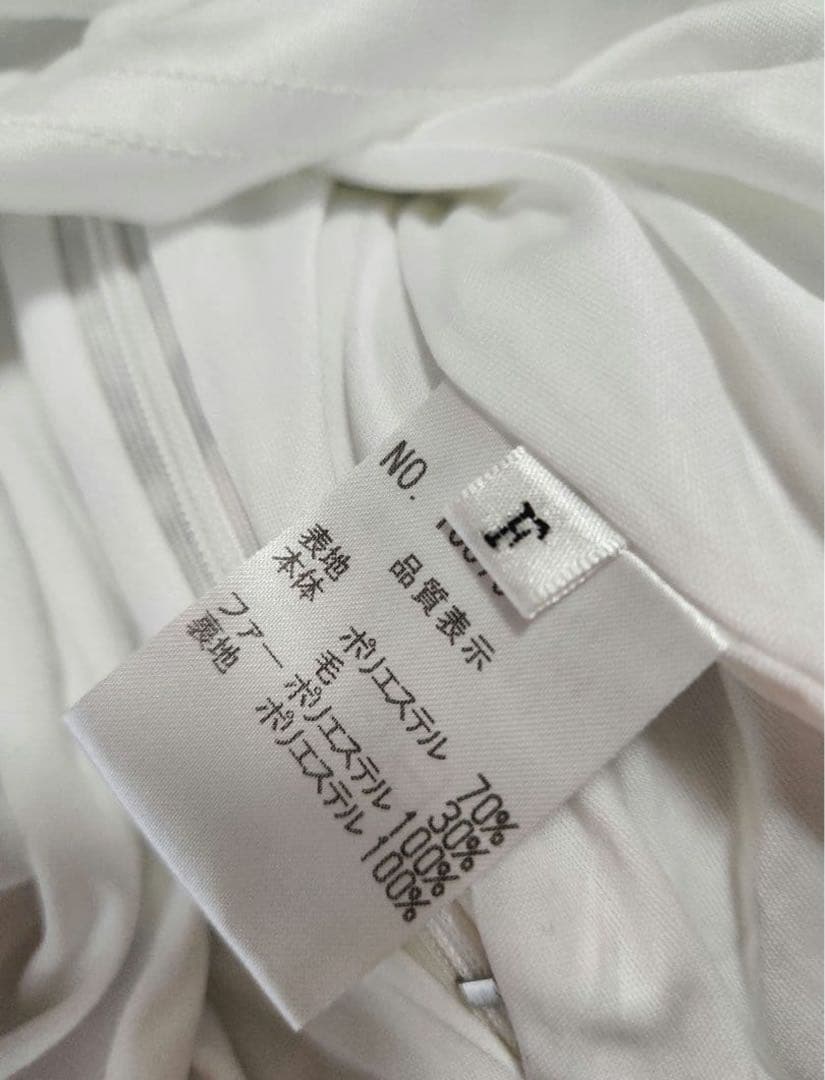 NO.
F
品質表示
表地
本体 ポリエステル 70%
毛 30%
ファー ポリエステル 100%
裏地 ポリエステル 100%